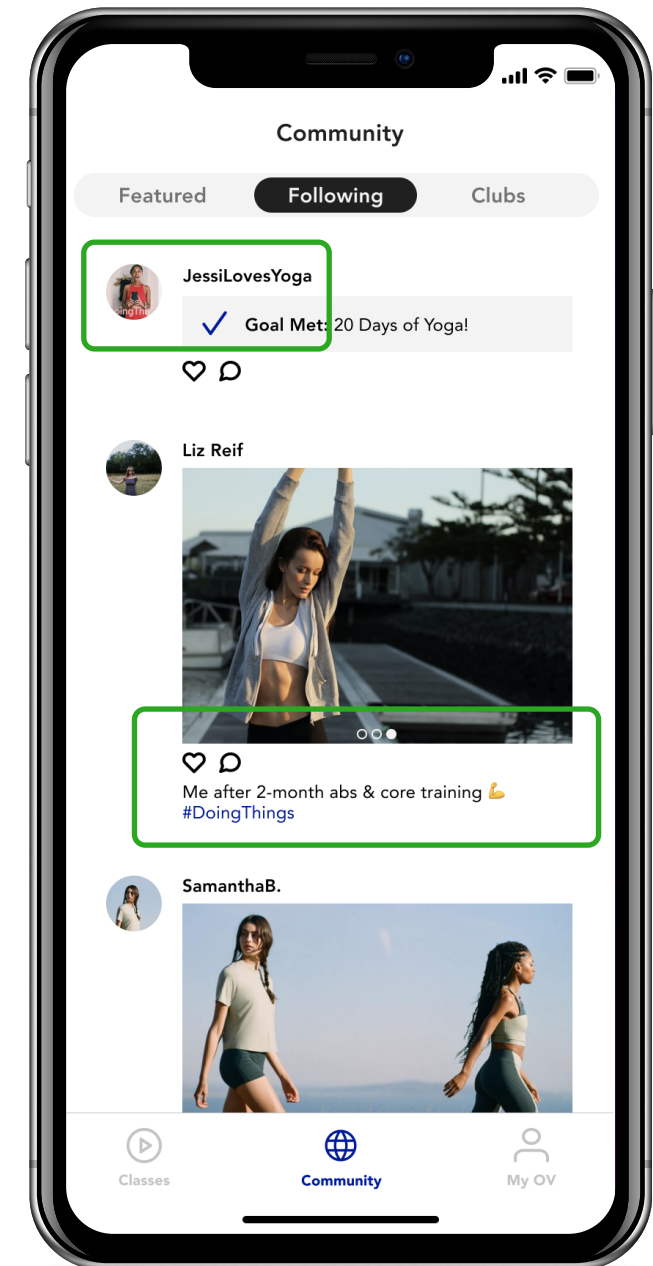 Community
Featured Following Clubs
JessiLovesYoga
Goal Met: 20 Days of Yoga!
Liz Reif
Me after 2-month abs & core training 💪
#DoingThings
SamanthaB.
Classes Community My OV